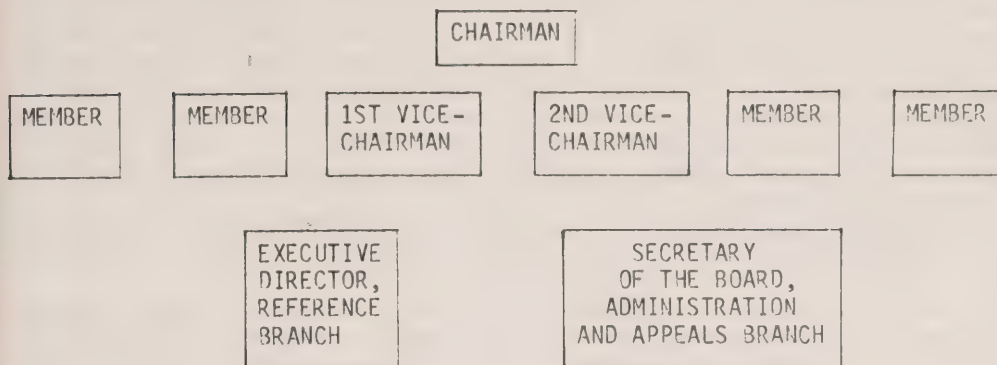 CHAIRMAN
MEMBER
MEMBER
1ST VICE-
CHAIRMAN
2ND VICE-
CHAIRMAN
MEMBER
MEMBER
EXECUTIVE
DIRECTOR,
REFERENCE
BRANCH
SECRETARY
OF THE BOARD,
ADMINISTRATION
AND APPEALS BRANCH